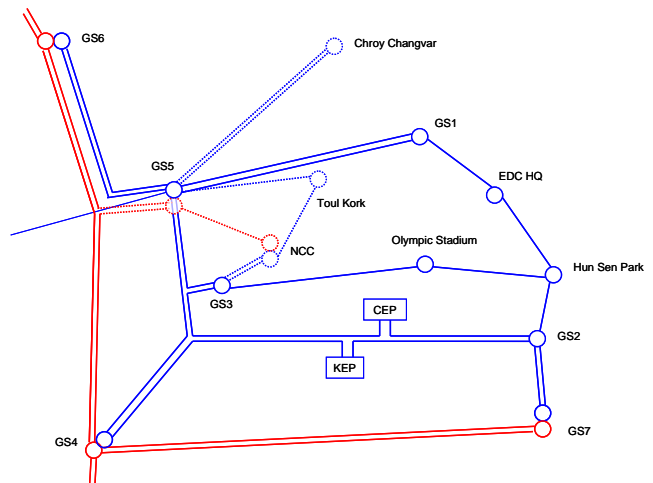 GS6
Chroy Changvar
GS1
GS5
EDC HQ
Toul Kork
Olympic Stadium
NCC
Hun Sen Park
GS3
CEP
GS2
KEP
GS7
GS4